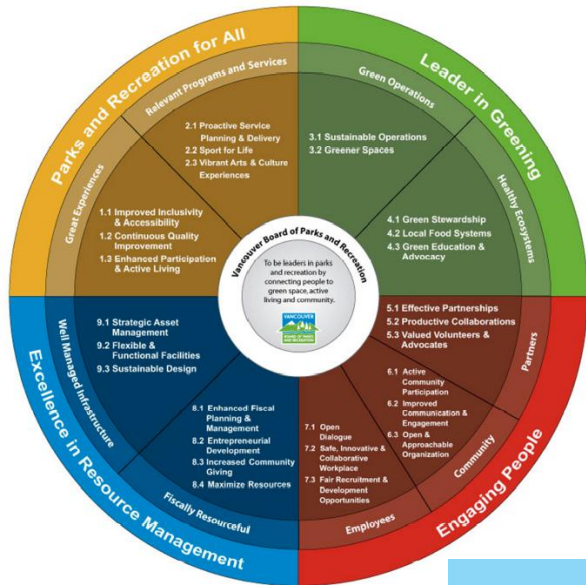 Parks and Recreation for All
Leader in Greening
Relevant Programs and Services
Green Operations
2.1 Proactive Service
Planning & Delivery
2.2 Sport for Life
2.3 Vibrant Arts & Culture
Experiences
3.1 Sustainable Operations
3.2 Greener Spaces
Great Experiences
1.1 Improved Inclusivity
& Accessibility
1.2 Continuous Quality
Improvement
1.3 Enhanced Participation
& Active Living
Healthy Ecosystems
4.1 Green Stewardship
4.2 Local Food Systems
4.3 Green Education &
Advocacy
Vancouver Board of Parks and Recreation
To be leaders in parks
and recreation by
connecting people to
green space, active
living and community.
VANCOUVER
BOARD OF PARKS
AND RECREATION
Well Managed Infrastructure
9.1 Strategic Asset
Management
9.2 Flexible &
Functional Facilities
9.3 Sustainable Design
5.1 Effective Partnerships
5.2 Productive Collaborations
5.3 Valued Volunteers &
Advocates
Partners
6.1 Active
Community
Participation
6.2 Improved
Communication &
Engagement
6.3 Open &
Approachable
Organization
Community
8.1 Enhanced Fiscal
Planning &
Management
8.2 Entrepreneurial
Development
8.3 Increased Community
Giving
8.4 Maximize Resources
Fiscally Resourceful
7.1 Open
Dialogue
7.2 Safe, Innovative &
Collaborative
Workplace
7.3 Fair Recruitment &
Development
Opportunities
Employees
Excellence in Resource Management
Engaging People